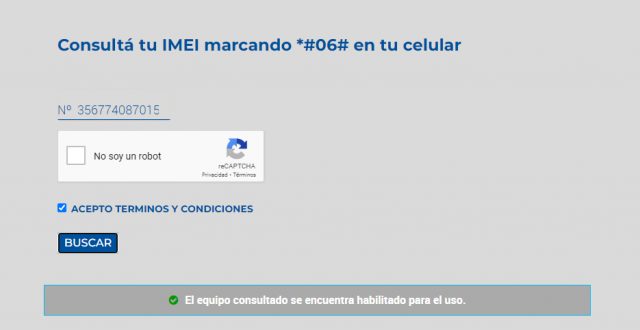 Consultá tu IMEI marcando *#06# en tu celular
Nº 356774087015
No soy un robot
reCAPTCHA
Privacidad - Términos
ACEPTO TERMINOS Y CONDICIONES
BUSCAR
El equipo consultado se encuentra habilitado para el uso.